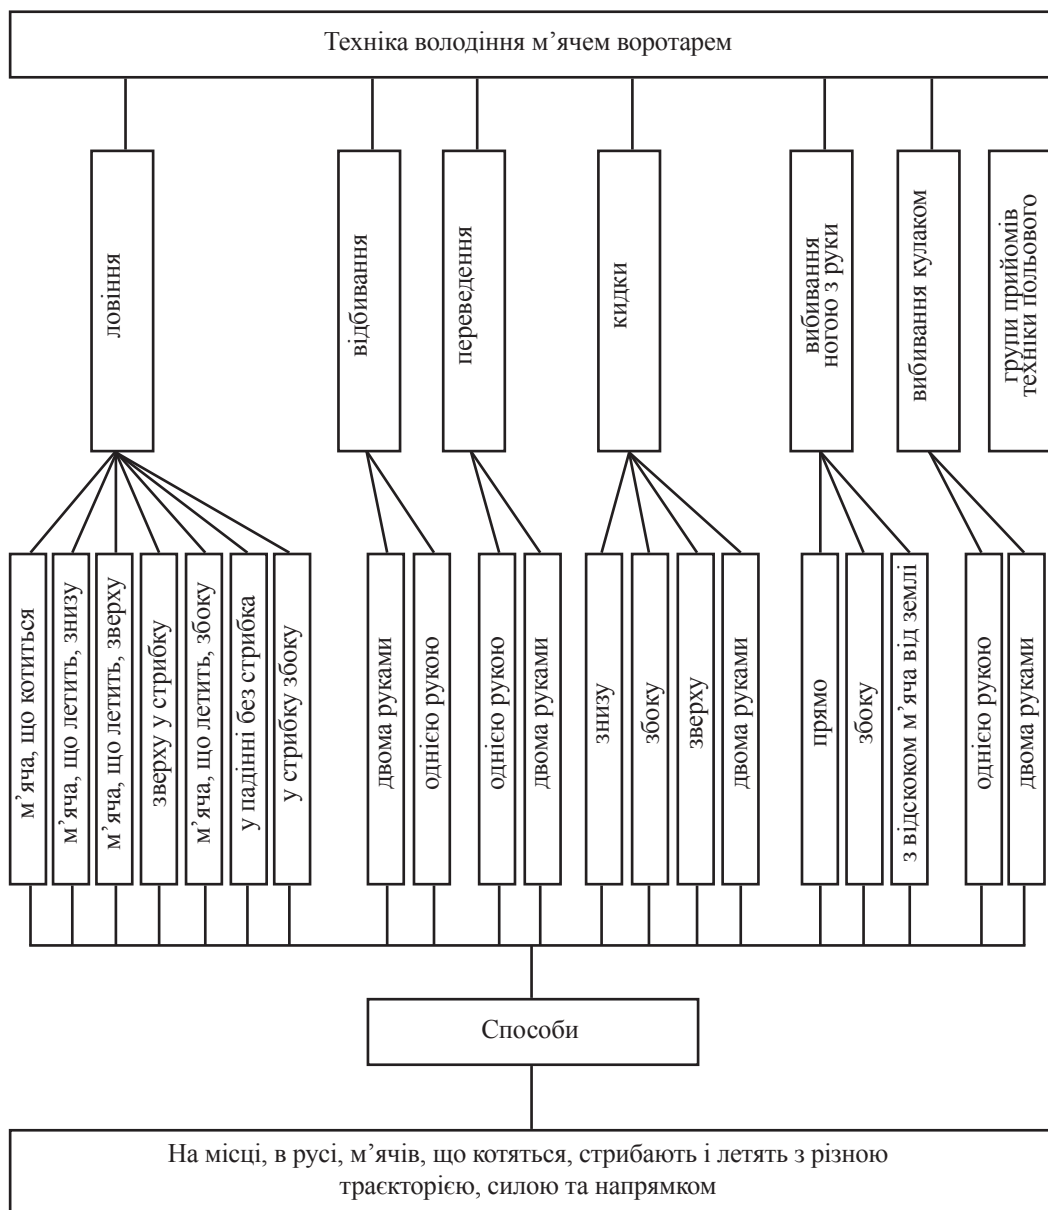 Техніка володіння м’ячем воротарем
ловіння
відбивання
переведення
кидки
вибивання
ногою з руки
вибивання кулаком
групи прийомів
техніки польового
м’яча, що котиться
м’яча, що летить, знизу
м’яча, що летить, зверху
зверху у стрибку
м’яча, що летить, збоку
у падінні без стрибка
у стрибку збоку
двома руками
однією рукою
однією рукою
двома руками
знизу
збоку
зверху
двома руками
прямо
збоку
з відскоком м’яча від землі
однією рукою
двома руками
Способи
На місці, в русі, м’ячів, що котяться, стрибають і летять з різною
траєкторією, силою та напрямком